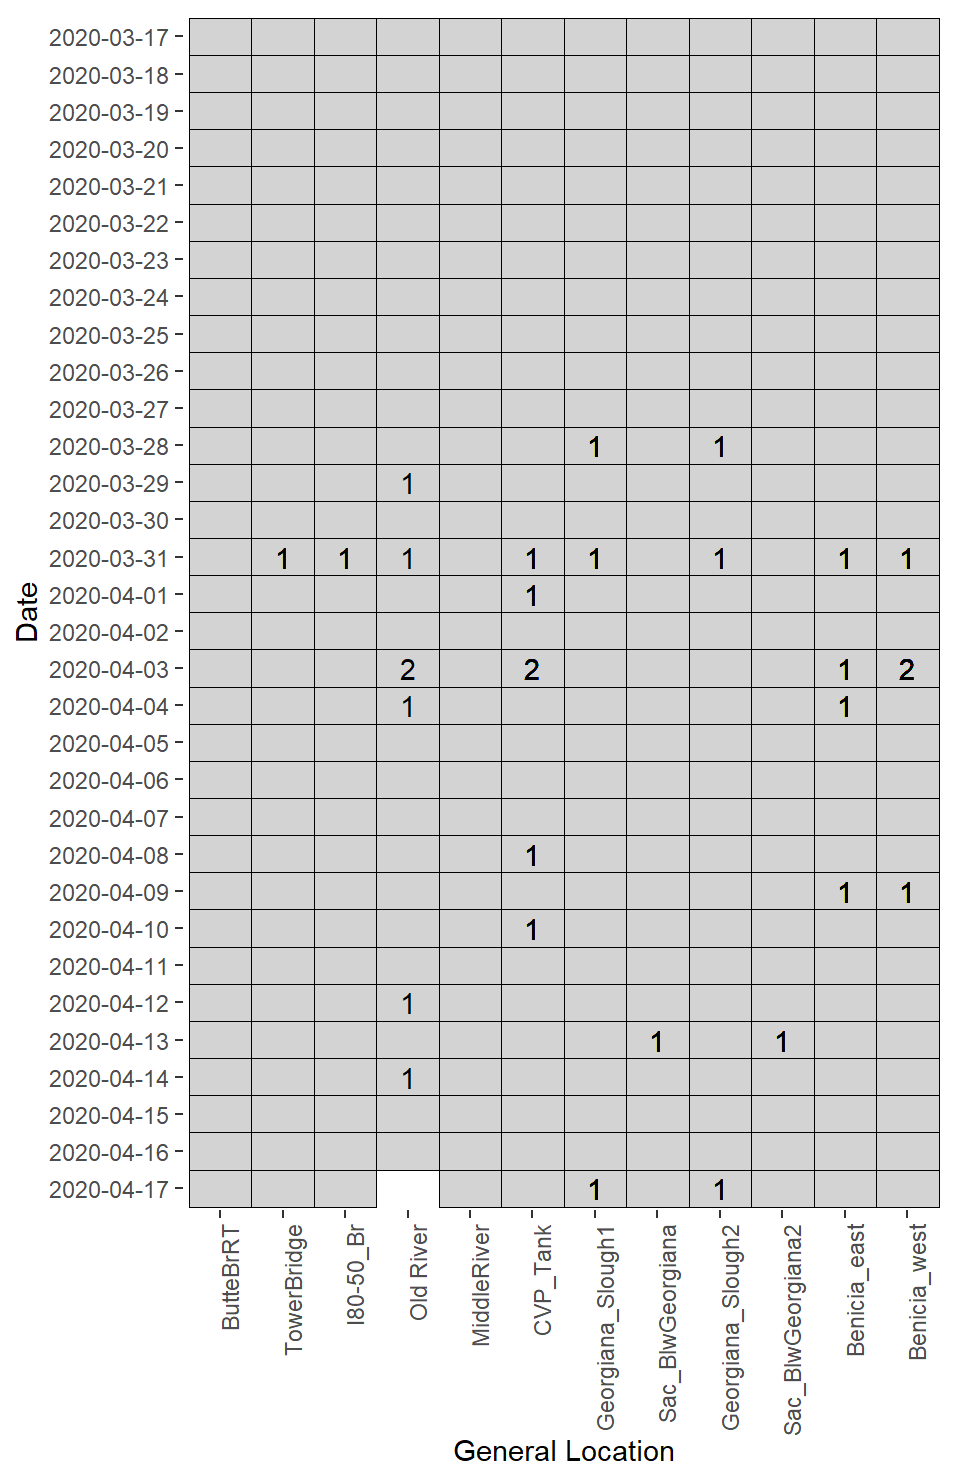 2020-03-17
2020-03-18
2020-03-19
2020-03-20
2020-03-21
2020-03-22
2020-03-23
2020-03-24
2020-03-25
2020-03-26
2020-03-27
2020-03-28 1 1
2020-03-29 1
2020-03-30
2020-03-31 1 1 1 1 1 1 1 1
2020-04-01 1
2020-04-02
2020-04-03 2 2 1 2
2020-04-04 1 1
2020-04-05
2020-04-06
2020-04-07
2020-04-08 1
2020-04-09 1 1
2020-04-10 1
2020-04-11
2020-04-12 1
2020-04-13 1 1
2020-04-14 1
2020-04-15
2020-04-16
2020-04-17 1 1
Date
ButteBrRT
TowerBridge
I80-50_Br
Old River
MiddleRiver
CVP_Tank
Georgiana_Slough1
Sac_BlwGeorgiana
Georgiana_Slough2
Sac_BlwGeorgiana2
Benicia_east
Benicia_west
General Location